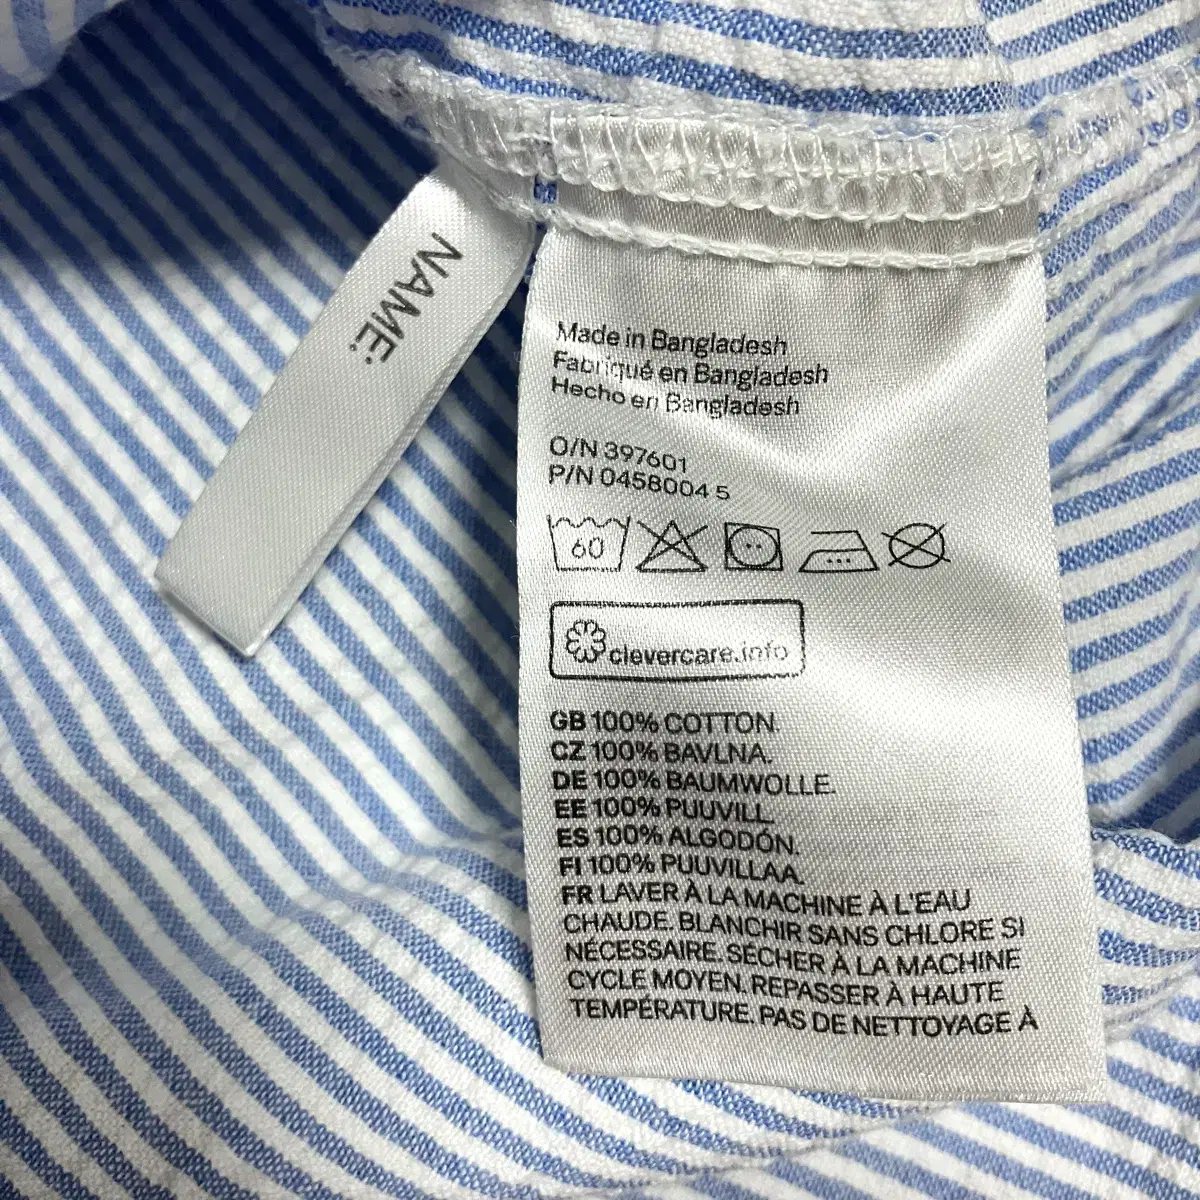 NAME:
Made in Bangladesh
Fabriqué en Bangladesh
Hecho en Bangladesh
O/N 397601
P/N 0458004 5
60
clevercare.info
GB 100% COTTON.
CZ 100% BAVLNA.
DE 100% BAUMWOLLE.
EE 100% PUUVILL.
ES 100% ALGODÓN.
FI 100% PUUVILLAA.
FR LAVER À LA MACHINE À L'EAU
CHAUDE. BLANCHIR SANS CHLORE SI
NÉCESSAIRE. SÉCHER À LA MACHINE
CYCLE MOYEN. REPASSER À HAUTE
TEMPÉRATURE. PAS DE NETTOYAGE À